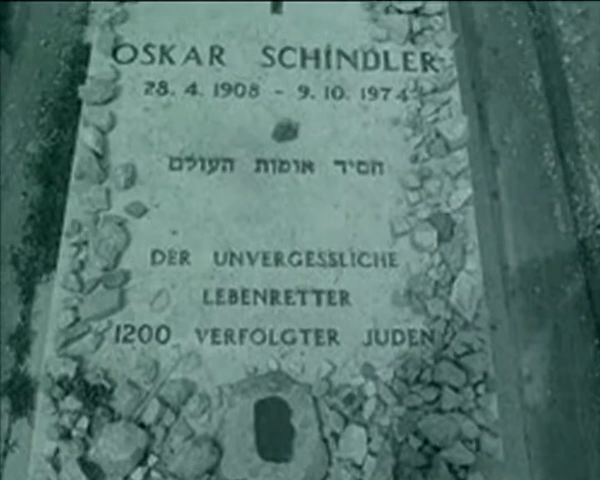 OSKAR SCHINDLER
28. 4. 1908 - 9. 10. 1974
חסיד אומות העולם
DER UNVERGESSLICHE
LEBENRETTER
1200 VERFOLGTER JUDEN